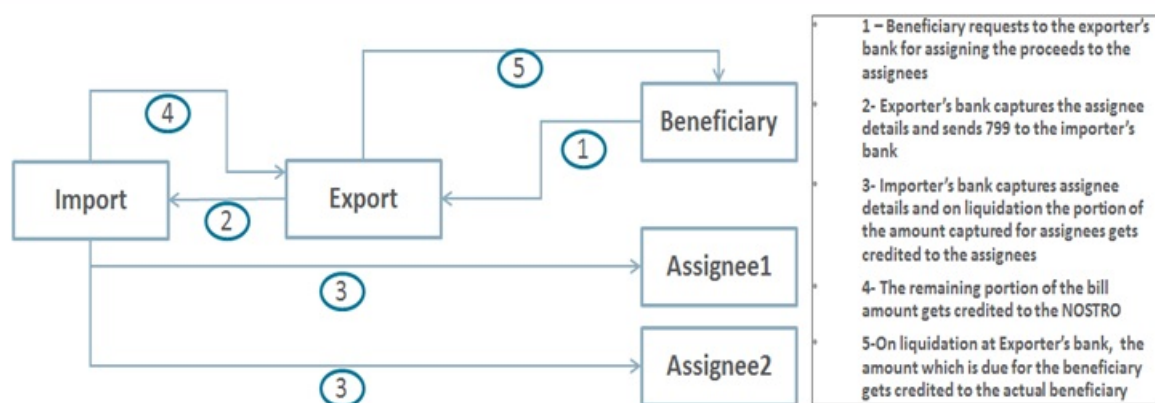 5
4
Beneficiary
1
Import
Export
2
Assignee1
3
Assignee2
3
1 – Beneficiary requests to the exporter's
bank for assigning the proceeds to the
assignees
2- Exporter's bank captures the assignee
details and sends 799 to the importer's
bank
3- Importer's bank captures assignee
details and on liquidation the portion of
the amount captured for assignees gets
credited to the assignees
4- The remaining portion of the bill
amount gets credited to the NOSTRO
5-On liquidation at Exporter's bank, the
amount which is due for the beneficiary
gets credited to the actual beneficiary